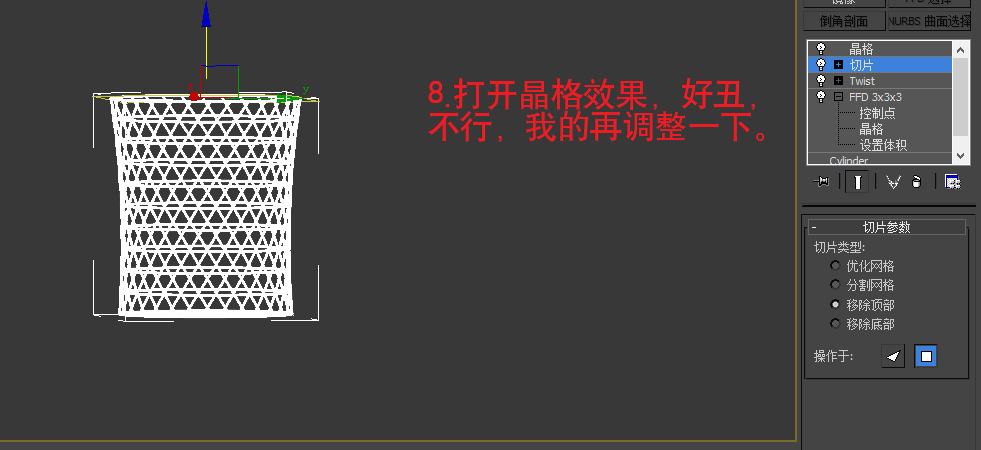 倒角剖面
NURBS 曲面选择
晶格
切片
Twist
FFD 3x3x3
控制点
晶格
设置体积
Cylinder
8.打开晶格效果，好丑，
不行，我的再调整一下。
x
y
- 切片参数
切片类型:
优化网格
分割网格
移除顶部
移除底部
操作于: